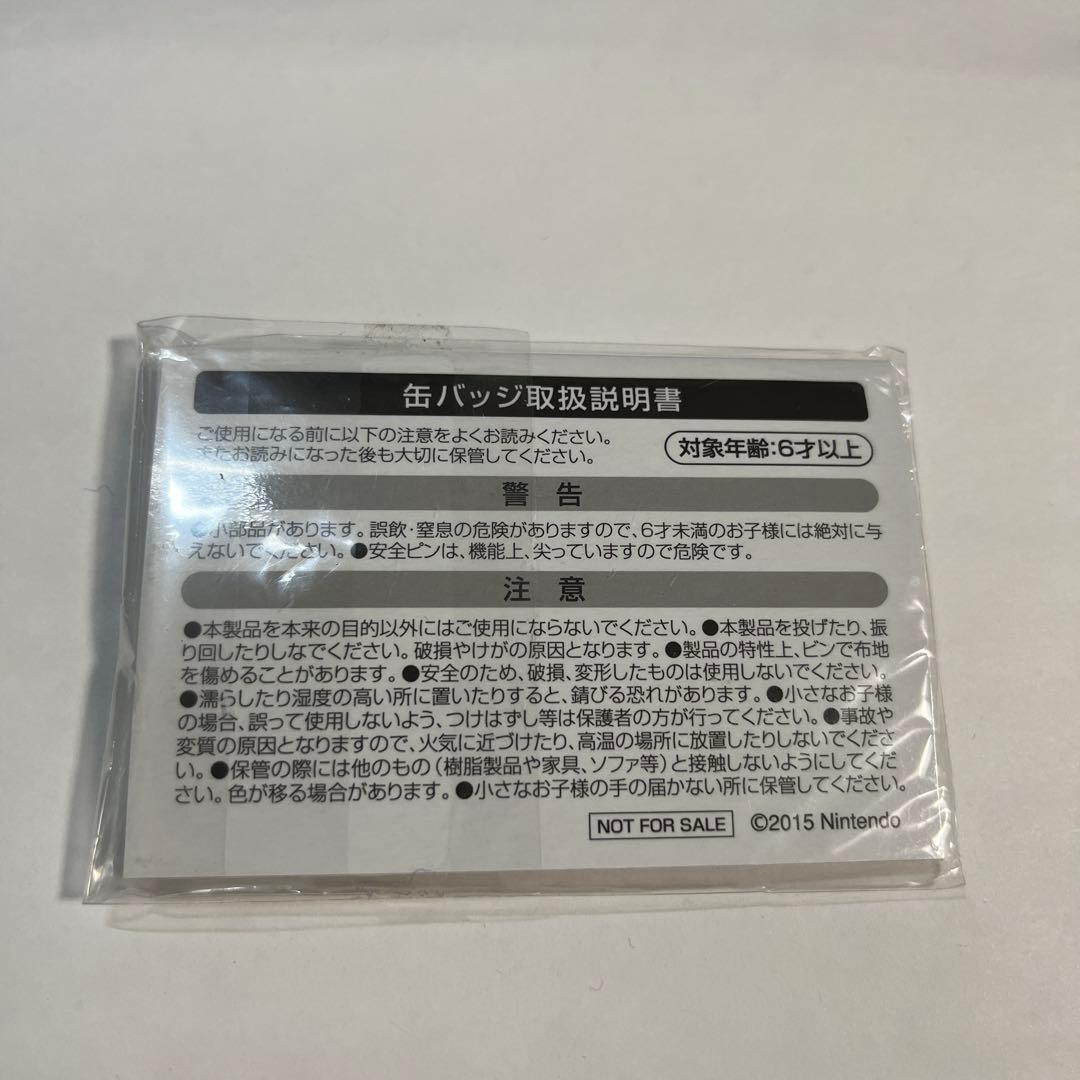 缶バッジ取扱説明書
ご使用になる前に以下の注意をよくお読みください。
またお読みになった後も大切に保管してください。
対象年齢:6才以上
警 告
●小部品があります。誤飲・窒息の危険がありますので、6才未満のお子様には絶対に与
えないでください。●安全ピンは、機能上、尖っていますので危険です。
注 意
●本製品を本来の目的以外にはご使用にならないでください。●本製品を投げたり、振
り回したりしなでください。破損やけがの原因となります。●製品の特性上、ピンで布地
を傷めることがあります。●安全のため、破損、変形したものは使用しないでください。
●濡らしたり湿度の高い所に置いたりすると、錆びる恐れがあります。●小さなお子様
の場合、誤って使用しないよう、つけはずし等は保護者の方が行ってください。●事故や
変質の原因となりますので、火気に近づけたり、高温の場所に放置したりしないでくださ
い。●保管の際には他のもの(樹脂製品や家具、ソファ等)と接触しないようにしてくだ
さい。色が移る場合があります。●小さなお子様の手の届かない所に保管してください。
NOT FOR SALE ©2015 Nintendo